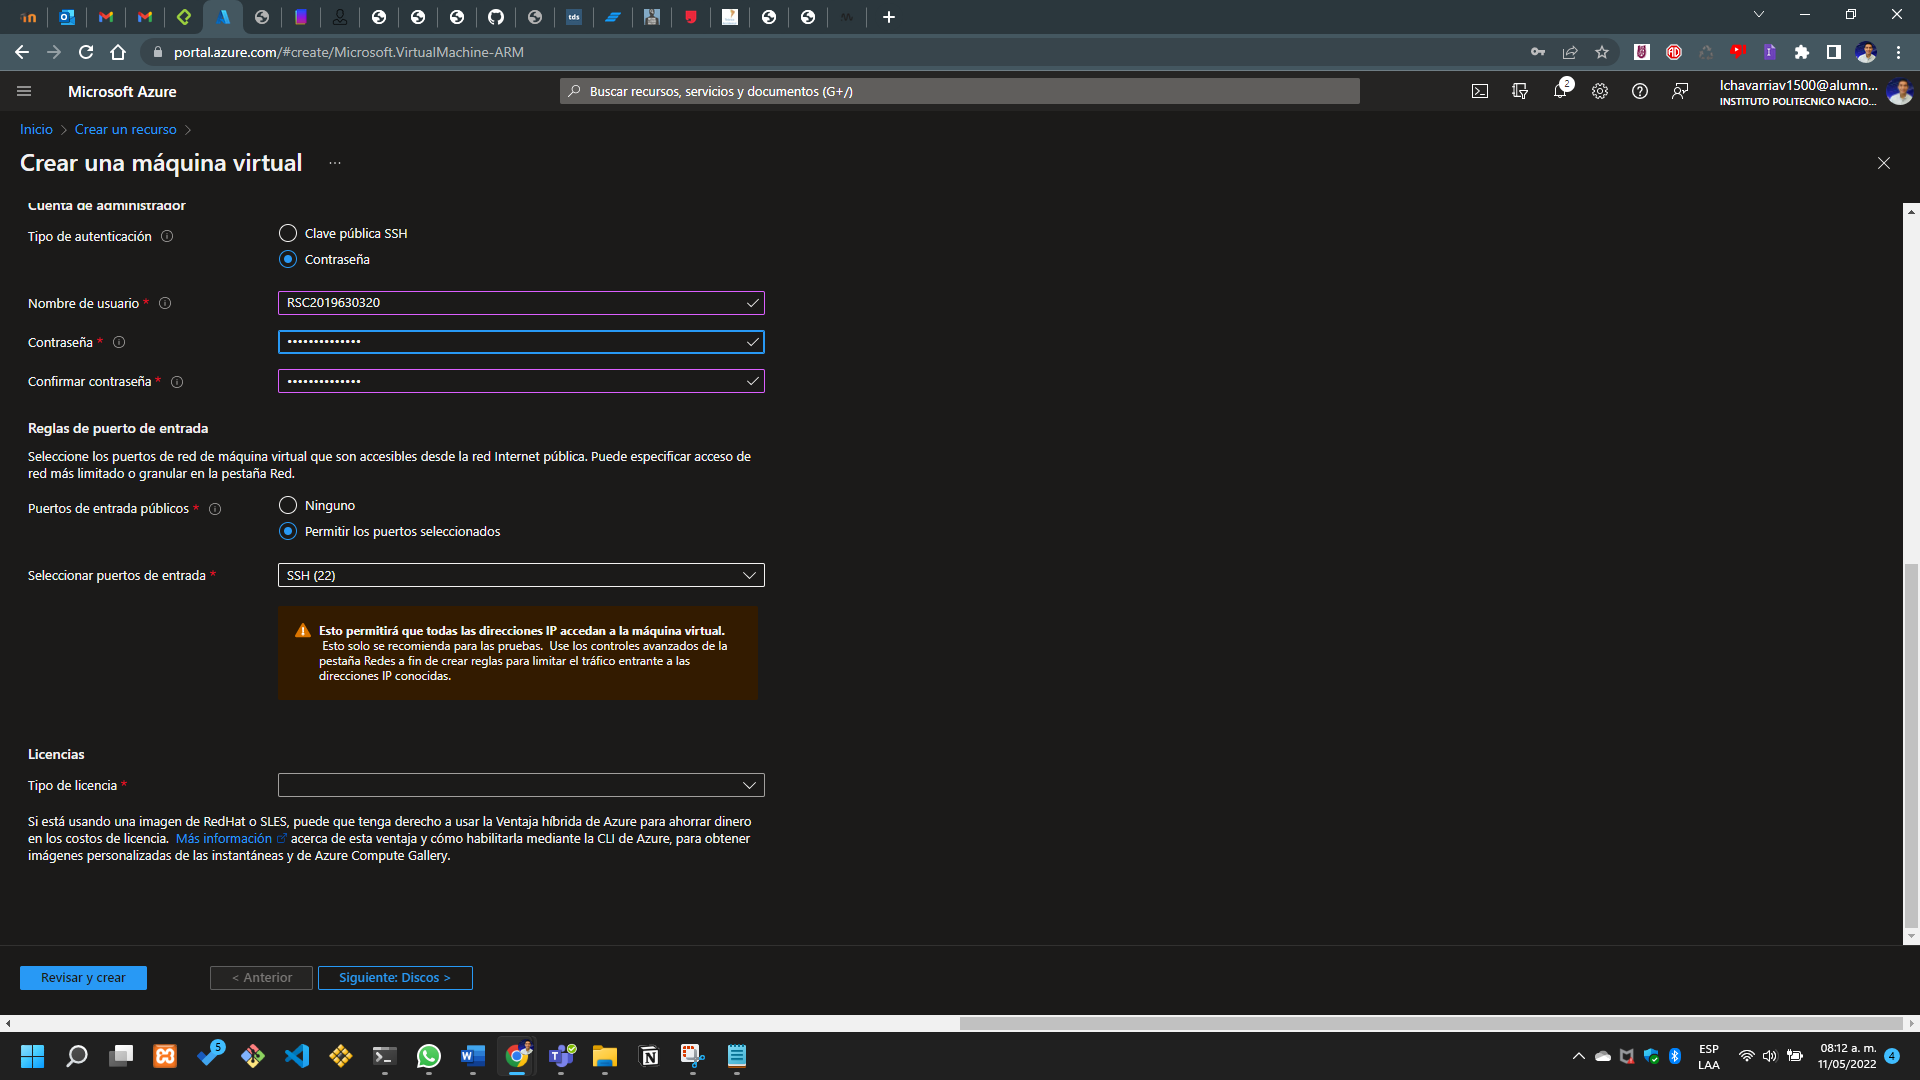 portal.azure.com/#create/Microsoft.VirtualMachine-ARM
Microsoft Azure
Buscar recursos, servicios y documentos (G+/)
2
lchavarriav1500@alumn...
INSTITUTO POLITECNICO NACIO...
Inicio > Crear un recurso >
Crear una máquina virtual ...
Cuenta de administrador
Tipo de autenticación
Clave pública SSH
Contraseña
Nombre de usuario *
RSC2019630320
Contraseña *
••••••••••••••
Confirmar contraseña *
••••••••••••••
Reglas de puerto de entrada
Seleccione los puertos de red de máquina virtual que son accesibles desde la red Internet pública. Puede especificar acceso de
red más limitado o granular en la pestaña Red.
Puertos de entrada públicos *
Ninguno
Permitir los puertos seleccionados
Seleccionar puertos de entrada *
SSH (22)
Esto permitirá que todas las direcciones IP accedan a la máquina virtual.
Esto solo se recomienda para las pruebas. Use los controles avanzados de la
pestaña Redes a fin de crear reglas para limitar el tráfico entrante a las
direcciones IP conocidas.
Licencias
Tipo de licencia *
Si está usando una imagen de RedHat o SLES, puede que tenga derecho a usar la Ventaja híbrida de Azure para ahorrar dinero
en los costos de licencia. Más información acerca de esta ventaja y cómo habilitarla mediante la CLI de Azure, para obtener
imágenes personalizadas de las instantáneas y de Azure Compute Gallery.
Revisar y crear
< Anterior
Siguiente: Discos >
5
ESP
LAA
08:12 a. m.
11/05/2022
4